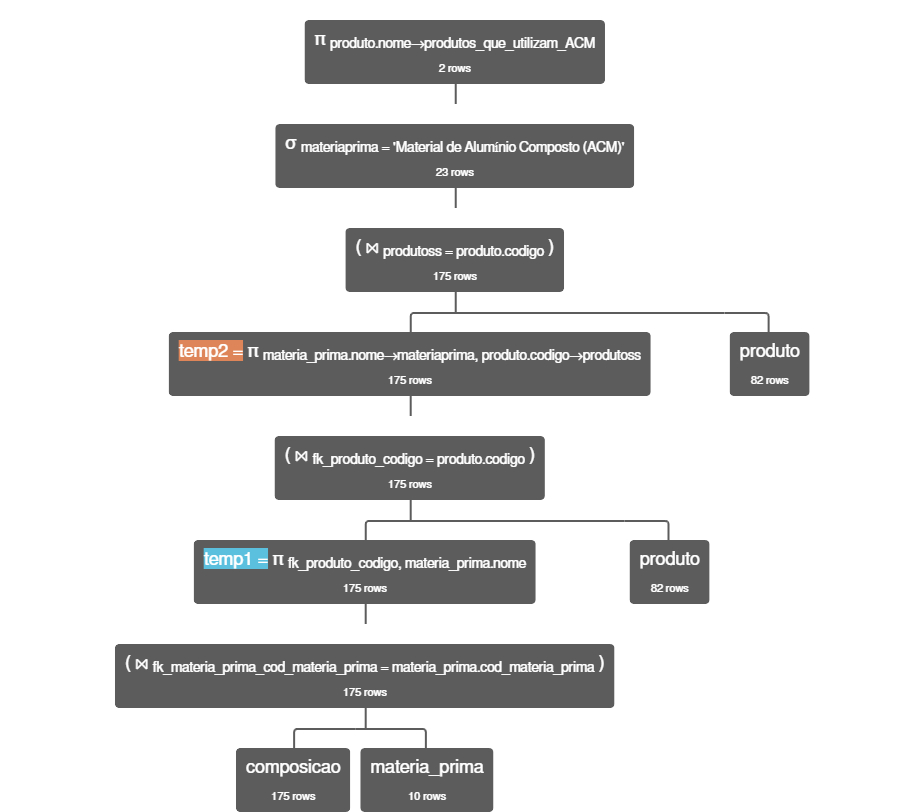 π produto.nome→produtos_que_utilizam_ACM
2 rows
σ materiaprima = 'Material de Alumínio Composto (ACM)'
23 rows
( ⋈ produtoss = produto.codigo )
175 rows
temp2 = π materia_prima.nome→materiaprima, produto.codigo→produtoss
175 rows
produto
82 rows
( ⋈ fk_produto_codigo = produto.codigo )
175 rows
temp1 = π fk_produto_codigo, materia_prima.nome
175 rows
produto
82 rows
( ⋈ fk_materia_prima_cod_materia_prima = materia_prima.cod_materia_prima )
175 rows
composicao
175 rows
materia_prima
10 rows